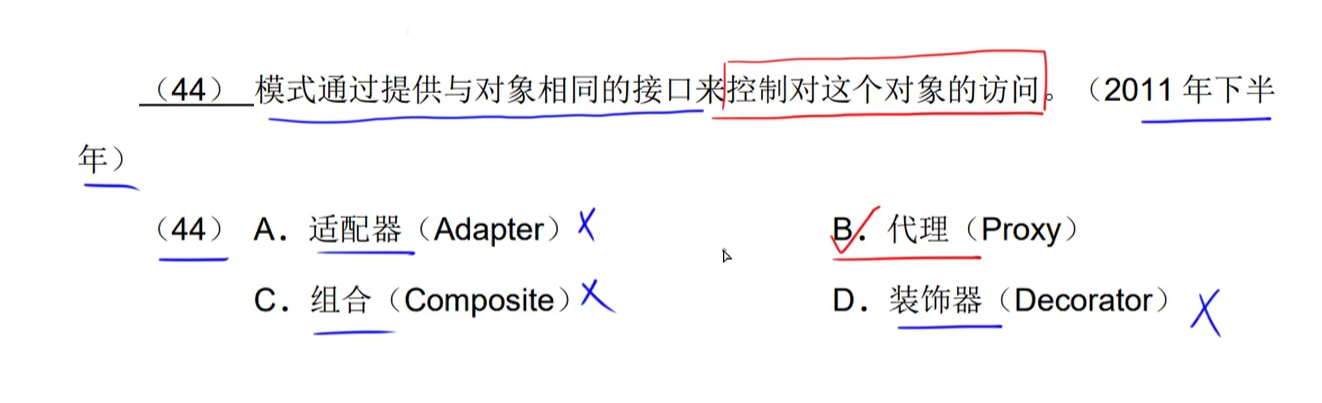 （44） 模式通过提供与对象相同的接口来控制对这个对象的访问。（2011 年下半
年）
（44） A．适配器（Adapter） X B．代理（Proxy）
C．组合（Composite） X D．装饰器（Decorator） X